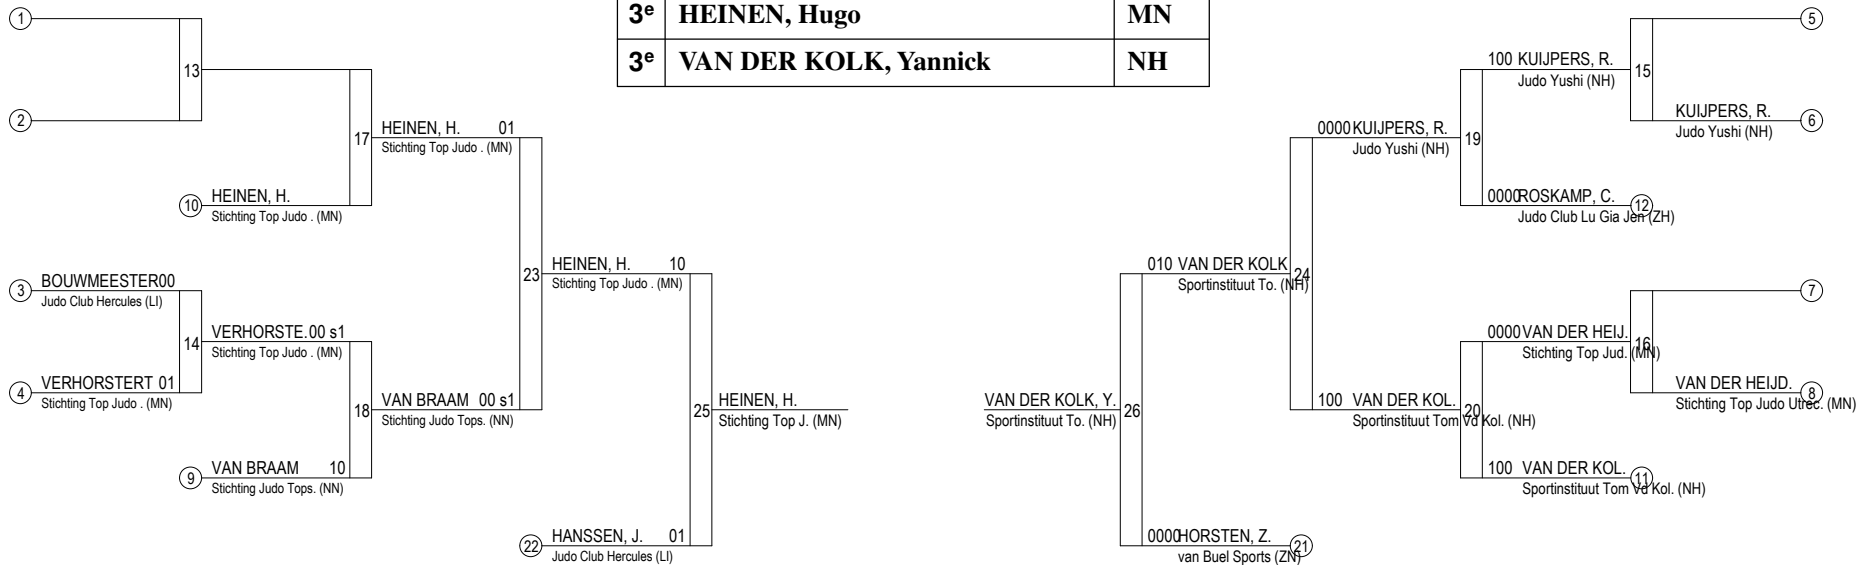 3e HEINEN, Hugo MN
3e VAN DER KOLK, Yannick NH
1
13
2
17
HEINEN, H. 01
Stichting Top Judo . (MN)
10
HEINEN, H.
Stichting Top Judo . (MN)
3
BOUWMEESTER00
Judo Club Hercules (LI)
14
VERHORSTE.00 s1
Stichting Top Judo . (MN)
4
VERHORSTERT 01
Stichting Top Judo . (MN)
18
VAN BRAAM 00 s1
Stichting Judo Tops. (NN)
9
VAN BRAAM 10
Stichting Judo Tops. (NN)
23
HEINEN, H. 10
Stichting Top Judo . (MN)
25
HEINEN, H.
Stichting Top J. (MN)
22
HANSSEN, J. 01
Judo Club Hercules (LI)
5
100 KUIJPERS, R.
Judo Yushi (NH)
15
KUIJPERS, R.
Judo Yushi (NH)
6
0000KUIJPERS, R.
Judo Yushi (NH)
19
0000ROSKAMP, C.
Judo Club Lu Gia Jen (ZH)
12
010 VAN DER KOLK
Sportinstituut To. (NH)
24
7
0000VAN DER HEIJ.
Stichting Top Jud. (MN)
16
VAN DER HEIJD.
Stichting Top Judo Utrec. (MN)
8
VAN DER KOLK, Y.
Sportinstituut To. (NH)
26
100 VAN DER KOL.
Sportinstituut Tom Vd Kol. (NH)
20
100 VAN DER KOL.
Sportinstituut Tom Vd Kol. (NH)
11
0000HORSTEN, Z.
van Buel Sports (ZN)
21